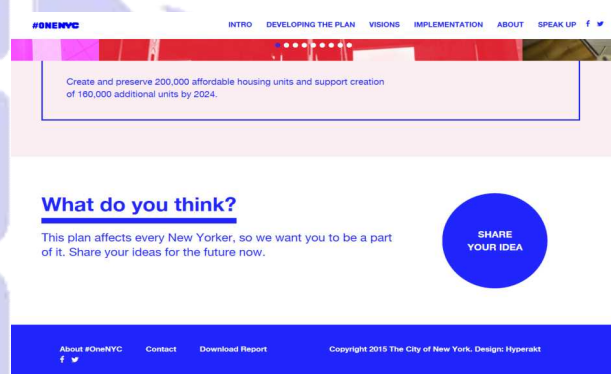 #ONENYC INTRO DEVELOPING THE PLAN VISIONS IMPLEMENTATION ABOUT SPEAK UP
Create and preserve 200,000 affordable housing units and support creation
of 160,000 additional units by 2024.
What do you think?
This plan affects every New Yorker, so we want you to be a part
of it. Share your ideas for the future now.
SHARE
YOUR IDEA
About #OneNYC Contact Download Report Copyright 2015 The City of New York. Design: Hyperakt